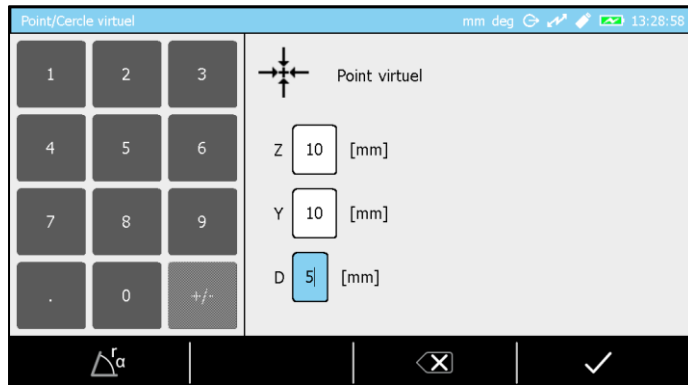 Point/Cercle virtuel mm deg 13:28:58
1 2 3
4 5 6
7 8 9
. 0 +/-
Point virtuel
Z 10 [mm]
Y 10 [mm]
D 5 [mm]
r α